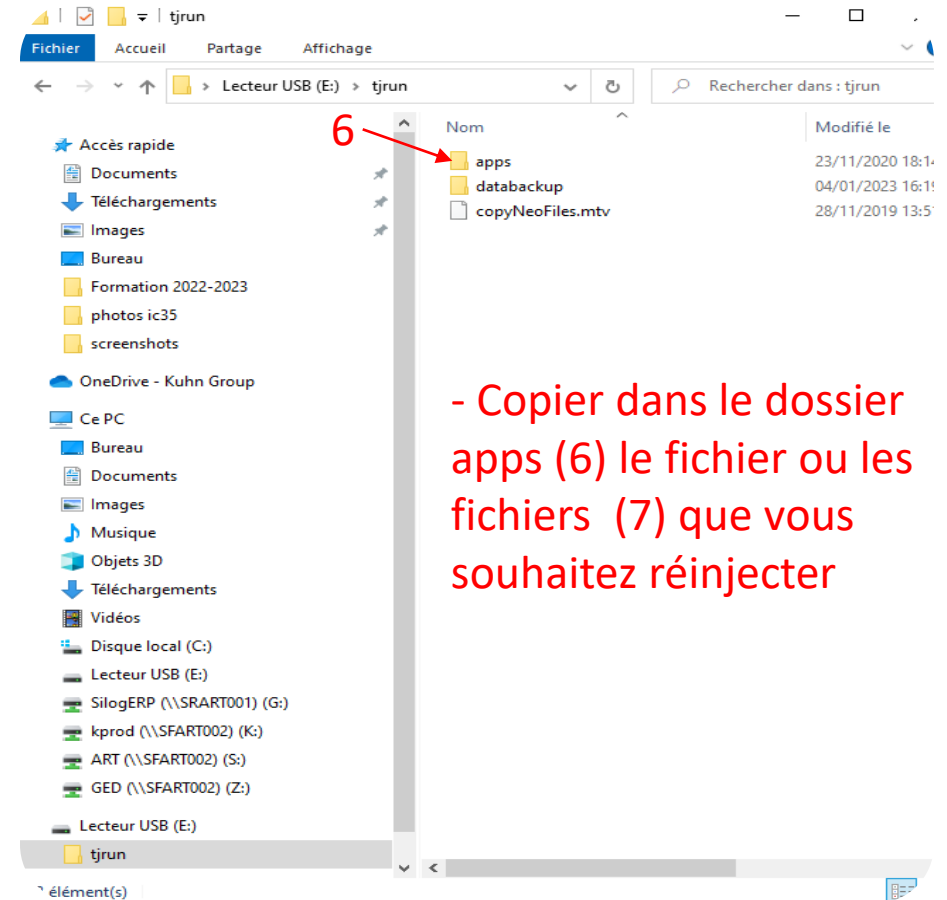 tjrun
Fichier Accueil Partage Affichage
Lecteur USB (E:) > tjrun
Rechercher dans : tjrun
Nom Modifié le
6
apps 23/11/2020 18:14
databackup 04/01/2023 16:19
copyNeoFiles.mtv 28/11/2019 13:51
Accès rapide
Documents
Téléchargements
Images
Bureau
Formation 2022-2023
photos ic35
screenshots
OneDrive - Kuhn Group
Ce PC
Bureau
Documents
Images
Musique
Objets 3D
Téléchargements
Vidéos
Disque local (C:)
Lecteur USB (E:)
SilogERP (\\SRART001) (G:)
kprod (\\SFART002) (K:)
ART (\\SFART002) (S:)
GED (\\SFART002) (Z:)
Lecteur USB (E:)
tjrun
élément(s)
- Copier dans le dossier
apps (6) le fichier ou les
fichiers (7) que vous
souhaitez réinjecter